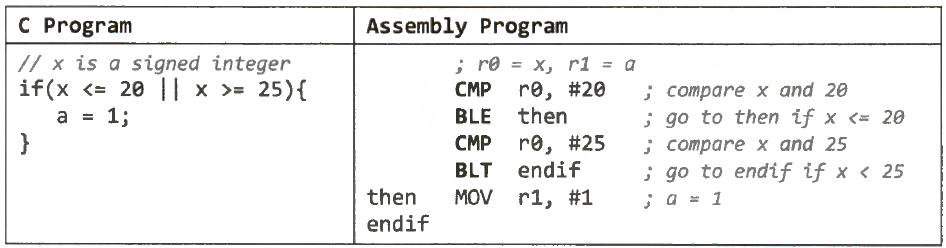 C Program
// x is a signed integer
if(x <= 20 || x >= 25){
a = 1;
}
Assembly Program
; r0 = x, r1 = a
CMP r0, #20 ; compare x and 20
BLE then ; go to then if x <= 20
CMP r0, #25 ; compare x and 25
BLT endif ; go to endif if x < 25
then MOV r1, #1 ; a = 1
endif